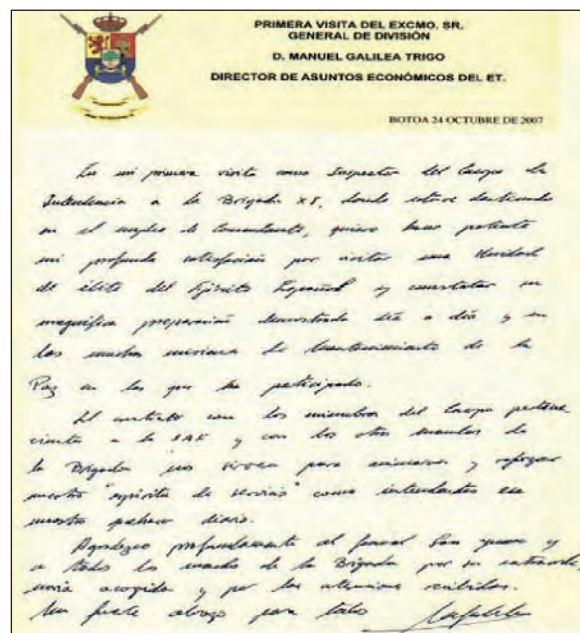 PRIMERA VISITA DEL EXCMO. SR.
GENERAL DE DIVISIÓN
D. MANUEL GALILEA TRIGO
DIRECTOR DE ASUNTOS ECONÓMICOS DEL ET.
BOTOA 24 OCTUBRE DE 2007
En mi primera visita como Inspector del Cuerpo de
Intendencia a la Brigada XI, donde estuve destinado
en el empleo de Comandante, quiero hacer patente
mi profunda satisfacción por visitar una Unidad
de élite del Ejército Español y constatar su
magnífica preparación demostrada día a día y en
las muchas misiones de Mantenimiento de la
Paz en las que ha participado.
El contacto con los miembros del Cuerpo pertene
ciente a la y con los otros mandos de
la Brigada nos sirven para animarnos y reforzar
nuestro "espíritu de servicio" como intendentes en
nuestro diario.
Agradezco profundamente al General y
a todos los mandos de la Brigada por su
acogida y por las atenciones recibidas.
Un fuerte abrazo para todos